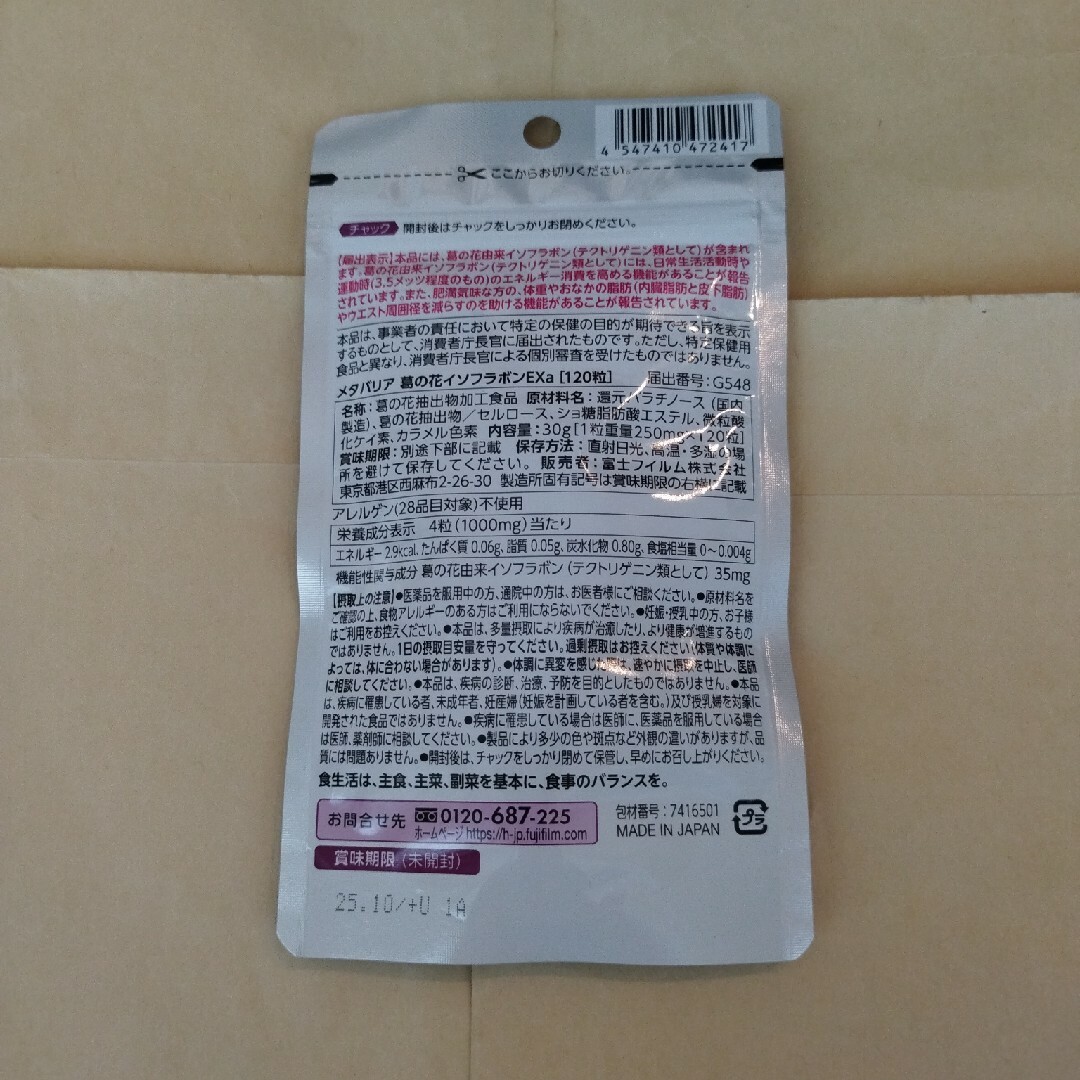 4 547410 472417
ここからお切りください。
チャック 開封後はチャックをしっかりお閉めください。
【届出表示】本品には、葛の花由来イソフラボン(テクトリゲニン類として)が含まれ
ます。葛の花由来イソフラボン(テクトリゲニン類として)には、日常生活活動時や
運動時(3.5メッツ程度のもの)のエネルギー消費を高める機能があることが報告
されています。また、肥満気味な方の、体重やおなかの脂肪(内臓脂肪と皮下脂肪)
やウエスト周囲径を減らすのを助ける機能があることが報告されています。
本品は、事業者の責任において特定の保健の目的が期待できる旨を表示
するものとして、消費者庁長官に届出されたものです。ただし、特定保健用
食品と異なり、消費者庁長官による個別審査を受けたものではありません。
メタバリア 葛の花イソフラボンEXa [120粒] 届出番号:G548
名称:葛の花抽出物加工食品 原材料名:還元パラチノース(国内
製造)、葛の花抽出物/セルロース、ショ糖脂肪酸エステル、微粒酸
化ケイ素、カラメル色素 内容量:30g[1粒重量250mg×120粒]
賞味期限:別途下部に記載 保存方法:直射日光、高温・多湿の場
所を避けて保存してください。 販売者:富士フイルム株式会社
東京都港区西麻布2-26-30 製造所固有記号は賞味期限の右横に記載
アレルゲン(28品目対象)不使用
栄養成分表示 4粒(1000mg)当たり
エネルギー 2.9kcal、たんぱく質 0.06g、脂質 0.05g、炭水化物 0.80g、食塩相当量 0〜0.004g
機能性関与成分 葛の花由来イソフラボン(テクトリゲニン類として) 35mg
【摂取上の注意】●医薬品を服用中の方、通院中の方は、お医者様にご相談ください。●原材料名を
ご確認の上、食物アレルギーのある方はご利用にならないでください。●妊娠・授乳中の方、お子様
はご利用をお控えください。●本品は、多量摂取により疾病が治癒したり、より健康が増進するもの
ではありません。1日の摂取目安量を守ってください。過剰摂取はお控えください(体質や体調に
よっては、体に合わない場合があります)。●体調に異変を感じた際は、速やかに摂取を中止し、医師
に相談してください。●本品は、疾病の診断、治療、予防を目的としたものではありません。●本品
は、疾病に罹患している者、未成年者、妊産婦(妊娠を計画している者を含む。)及び授乳婦を対象に
開発された食品ではありません。●疾病に罹患している場合は医師に、医薬品を服用している場合
は医師、薬剤師に相談してください。●製品により多少の色や斑点など外観の違いがありますが、品
質には問題ありません。●開封後は、チャックをしっかり閉めて保管し、早めにお召し上がりください。
食生活は、主食、主菜、副菜を基本に、食事のバランスを。
お問合せ先 0120-687-225
ホームページ https://h-jp.fujifilm.com
包材番号:7416501
MADE IN JAPAN
プラ
賞味期限(未開封)
25.10/+U 1A